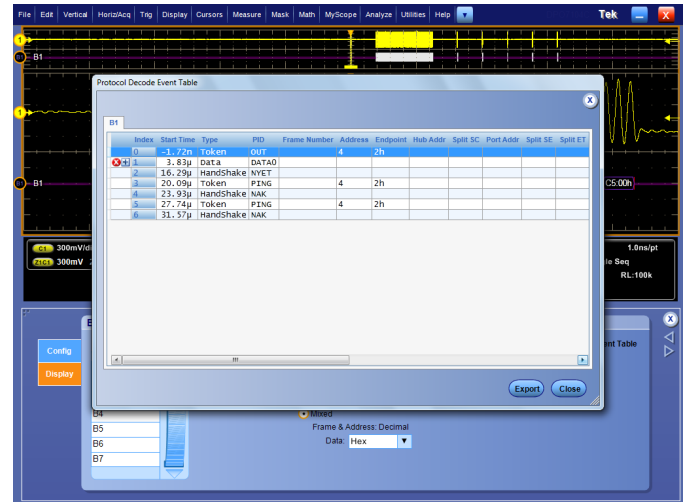 File Edit Vertical Horiz/Acq Trig Display Cursors Measure Mask Math MyScope Analyze Utilities Help Tek X
1
B1 B1
Protocol Decode Event Table
X
B1
Index Start Time Type PID Frame Number Address Endpoint Hub Addr Split SC Port Addr Split SE Split ET
0 -1.72n Token OUT 4 2h
1 3.83µ Data DATA0
2 16.29µ HandShake NYET
3 20.09µ Token PING 4 2h
4 23.93µ HandShake NAK
5 27.74µ Token PING 4 2h
6 31.57µ HandShake NAK
1
B1 B1 C5:00h
C1 300mV/di 1.0ns/pt
Z1C1 300mV le Seq
RL:100k
X
Config ent Table
Display
Export Close
B4 Mixed
B5 Frame & Address: Decimal
B6 Data: Hex
B7